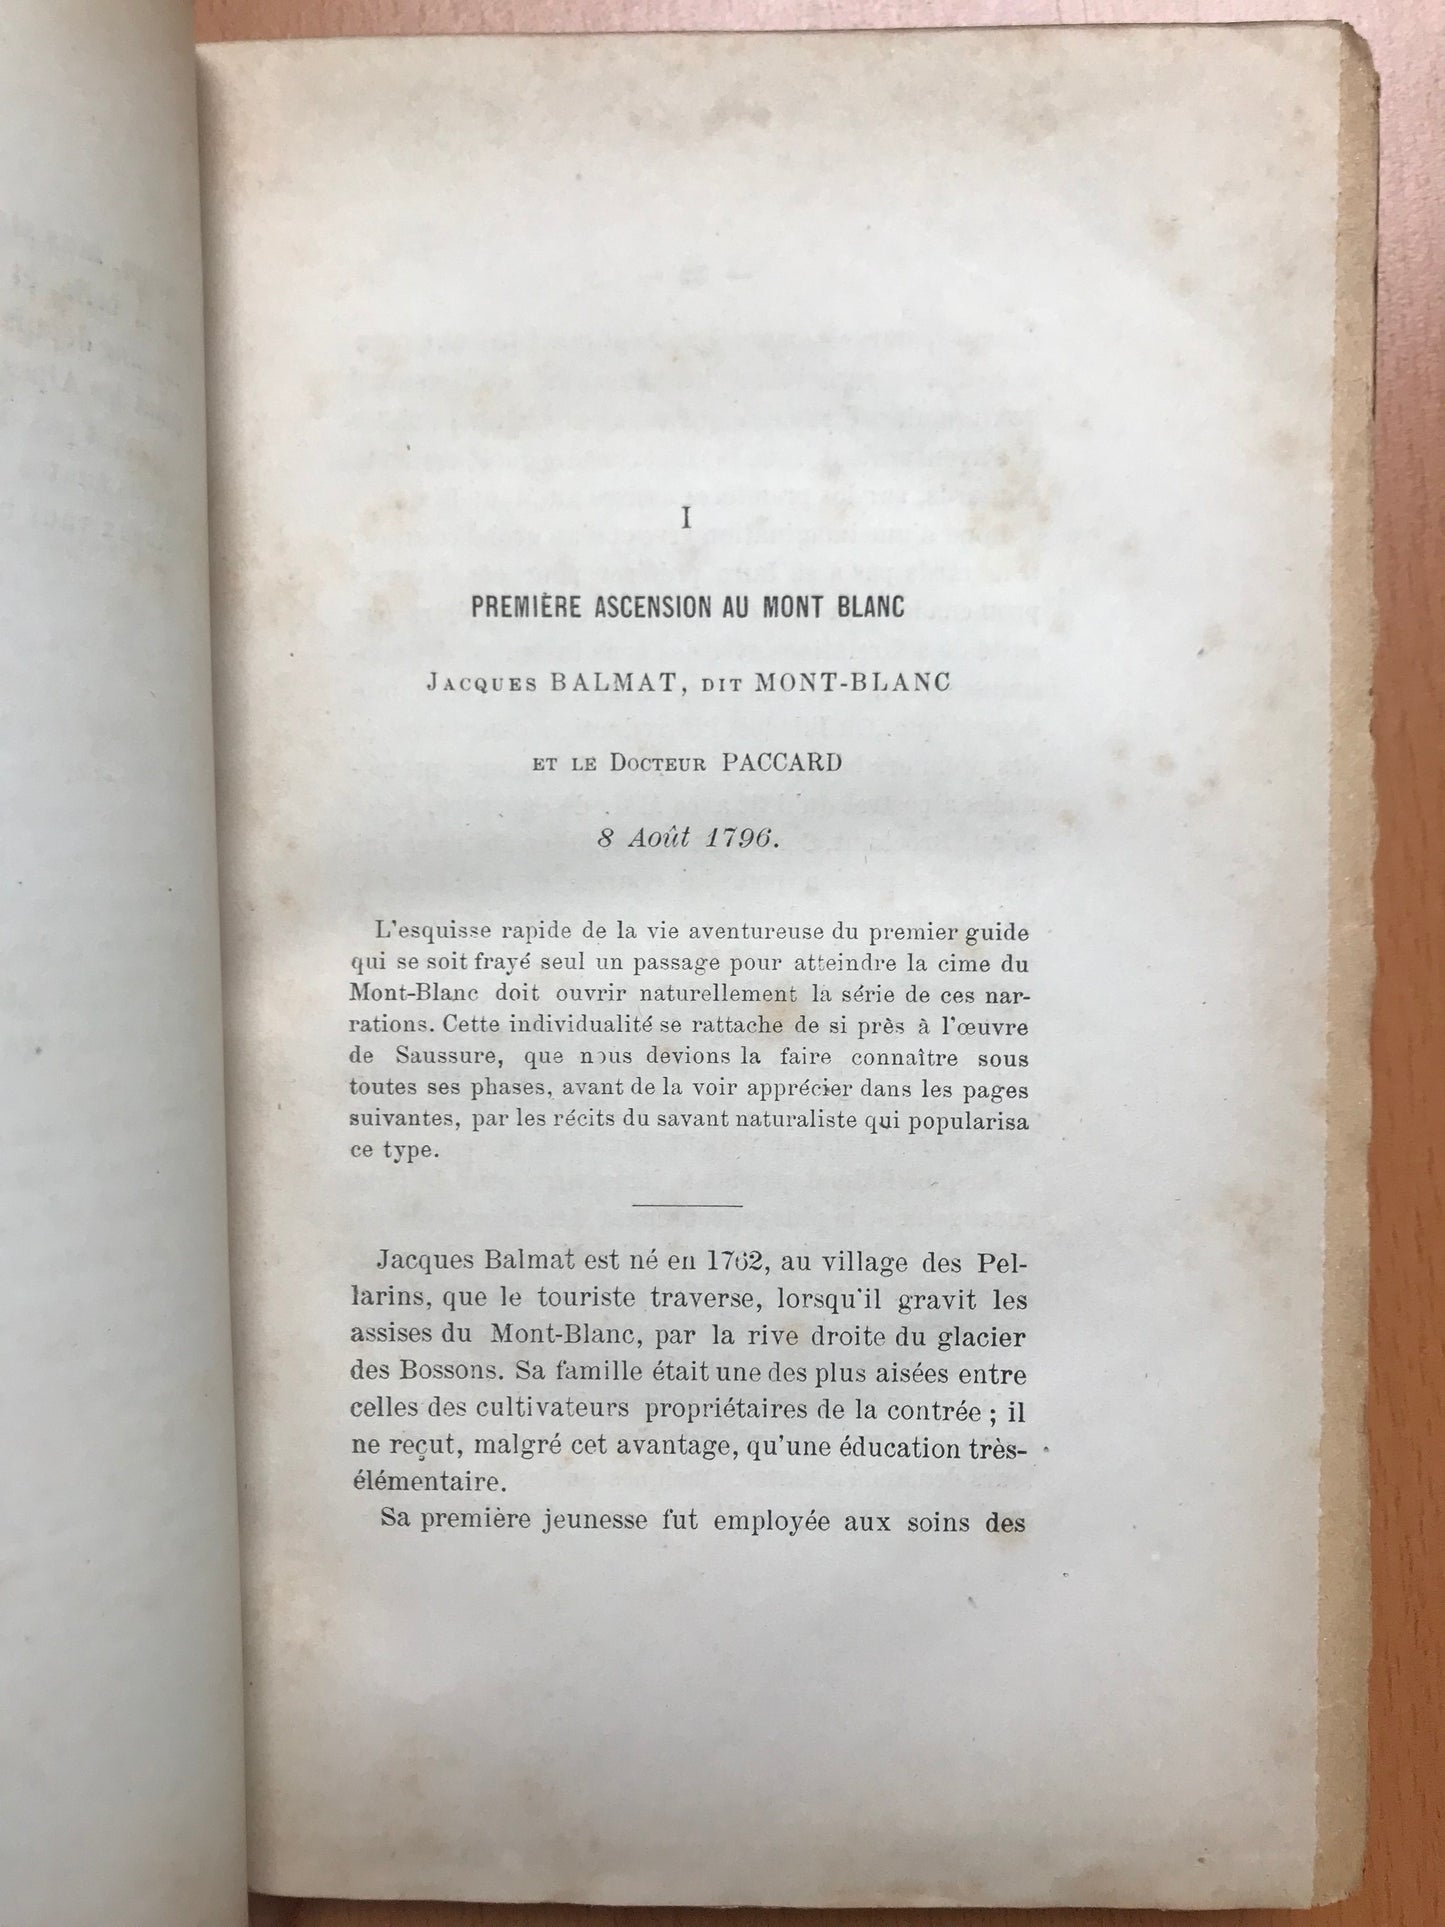 I
PREMIÈRE ASCENSION AU MONT BLANC
Jacques BALMAT, dit MONT-BLANC
et le Docteur PACCARD
8 Août 1796.
L'esquisse rapide de la vie aventureuse du premier guide
qui se soit frayé seul un passage pour atteindre la cime du
Mont-Blanc doit ouvrir naturellement la série de ces nar-
rations. Cette individualité se rattache de si près à l'œuvre
de Saussure, que nous devions la faire connaître sous
toutes ses phases, avant de la voir apprécier dans les pages
suivantes, par les récits du savant naturaliste qui popularisa
ce type.
Jacques Balmat est né en 1762, au village des Pel-
larins, que le touriste traverse, lorsqu'il gravit les
assises du Mont-Blanc, par la rive droite du glacier
des Bossons. Sa famille était une des plus aisées entre
celles des cultivateurs propriétaires de la contrée ; il
ne reçut, malgré cet avantage, qu'une éducation très-
élémentaire.
Sa première jeunesse fut employée aux soins des